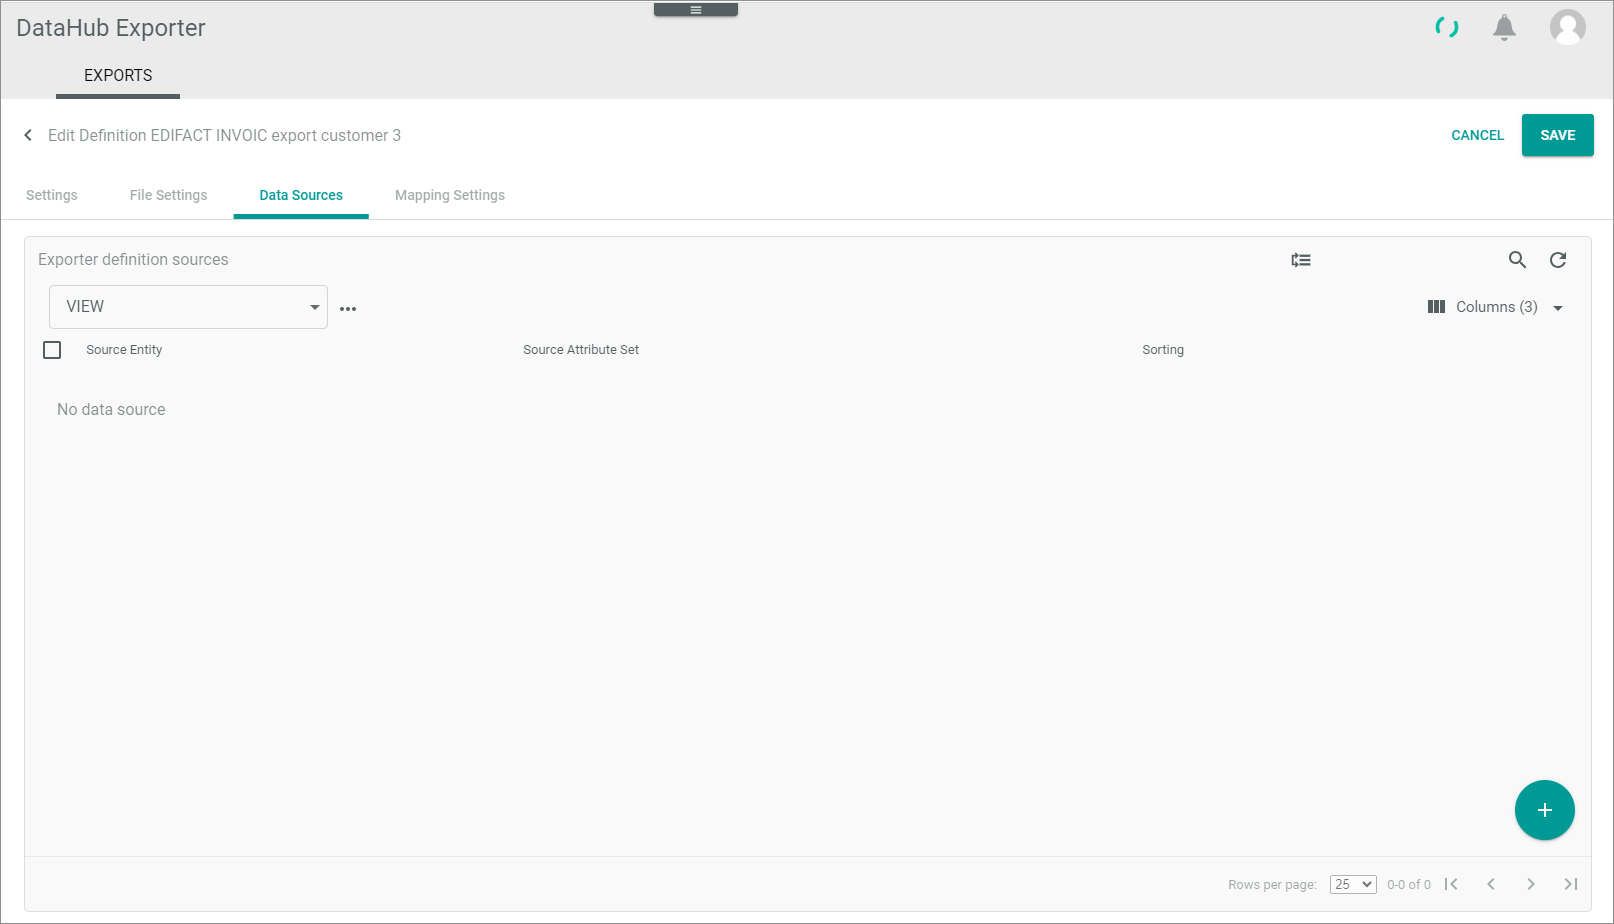 DataHub Exporter
EXPORTS
Edit Definition EDIFACT INVOIC export customer 3
CANCEL
SAVE
Settings
File Settings
Data Sources
Mapping Settings
Exporter definition sources
VIEW
Columns (3)
Source Entity
Source Attribute Set
Sorting
No data source
Rows per page:
25
0-0 of 0